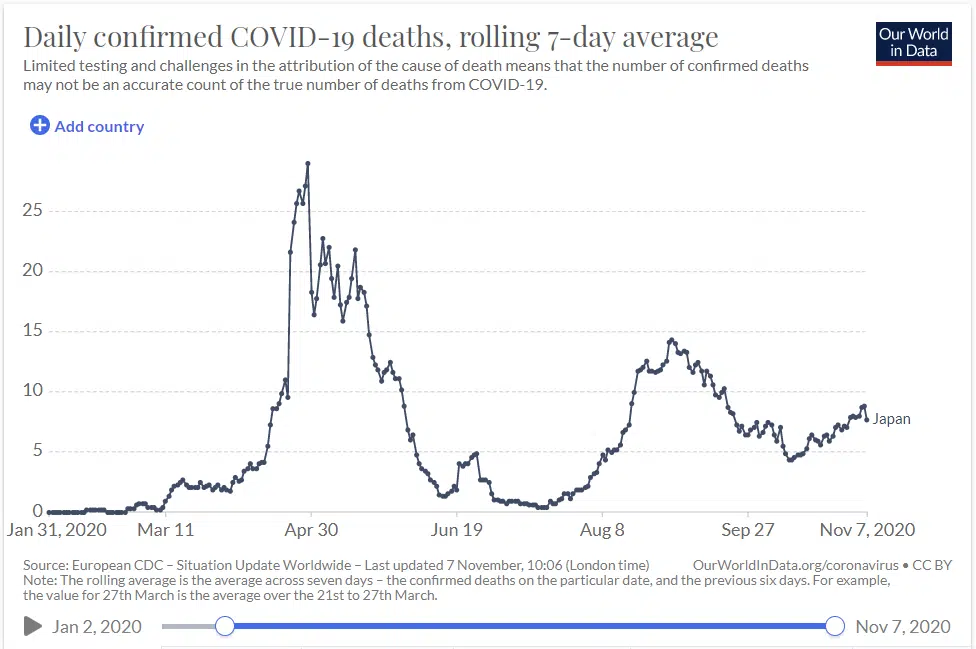 Daily confirmed COVID-19 deaths, rolling 7-day average
Our World
in Data
Limited testing and challenges in the attribution of the cause of death means that the number of confirmed deaths
may not be an accurate count of the true number of deaths from COVID-19.
Add country
25
20
15
10
5
0
Japan
Jan 31, 2020 Mar 11 Apr 30 Jun 19 Aug 8 Sep 27 Nov 7, 2020
Source: European CDC – Situation Update Worldwide – Last updated 7 November, 10:06 (London time) OurWorldInData.org/coronavirus • CC BY
Note: The rolling average is the average across seven days – the confirmed deaths on the particular date, and the previous six days. For example,
the value for 27th March is the average over the 21st to 27th March.
Jan 2, 2020 Nov 7, 2020